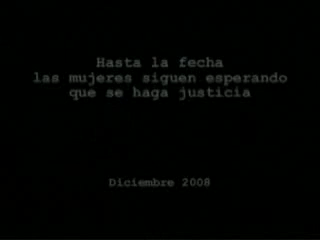 Hasta la fecha
las mujeres siguen esperando
que se haga justicia
Diciembre 2008